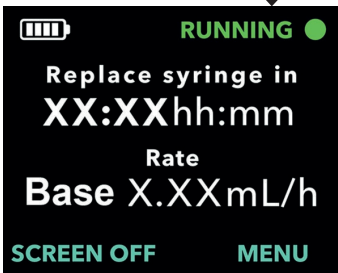 RUNNING
Replace syringe in
XX:XXhh:mm
Rate
Base X.XXmL/h
SCREEN OFF MENU